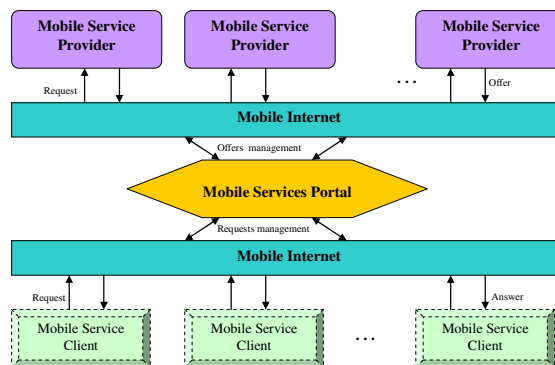 Mobile Service
Provider
Mobile Service
Provider
Mobile Service
Provider
Request
...
Offer
Mobile Internet
Offers management
Mobile Services Portal
Requests management
Mobile Internet
Request
Answer
Mobile Service
Client
Mobile Service
Client
...
Mobile Service
Client